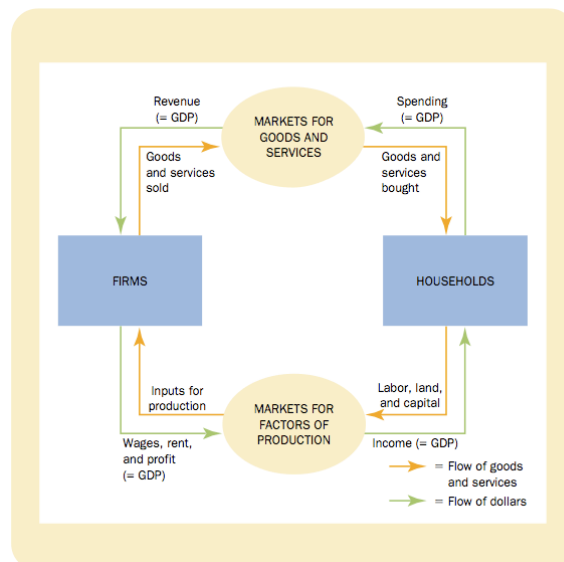 Revenue
(= GDP)
Spending
(= GDP)
MARKETS FOR
GOODS AND
SERVICES
Goods
and services
sold
Goods and
services
bought
FIRMS
HOUSEHOLDS
Inputs for
production
Labor, land,
and capital
MARKETS FOR
FACTORS OF
PRODUCTION
Wages, rent,
and profit
(= GDP)
Income (= GDP)
= Flow of goods
and services
= Flow of dollars